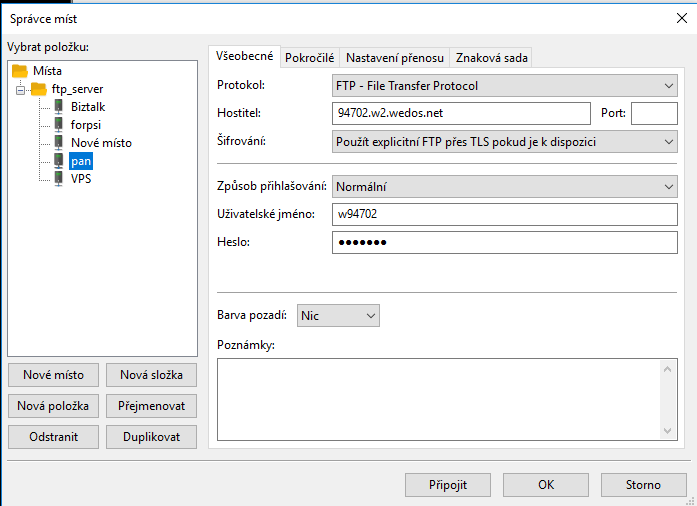 Správce míst
Vybrat položku:
Místa
ftp_server
Biztalk
forpsi
Nové místo
pan
VPS
Nové místo
Nová složka
Nová položka
Přejmenovat
Odstranit
Duplikovat
Všeobecné
Pokročilé
Nastavení přenosu
Znaková sada
Protokol:
FTP - File Transfer Protocol
Hostitel:
94702.w2.wedos.net
Port:
Šifrování:
Použít explicitní FTP přes TLS pokud je k dispozici
Způsob přihlašování:
Normální
Uživatelské jméno:
w94702
Heslo:
●●●●●●●
Barva pozadí:
Nic
Poznámky:
Připojit
OK
Storno